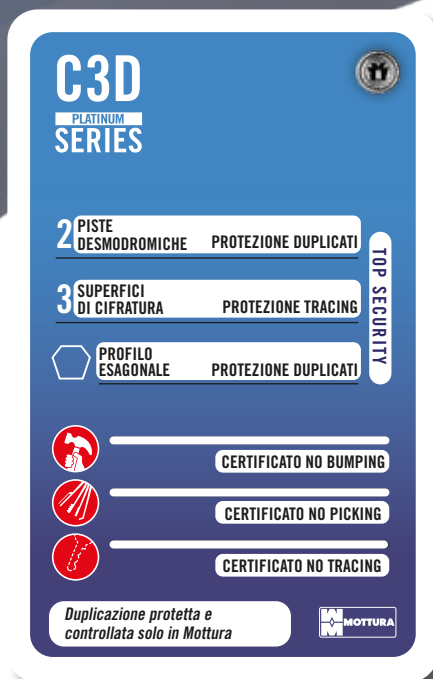 C3D
PLATINUM
SERIES
2 PISTE
DESMODROMICHE PROTEZIONE DUPLICATI
3 SUPERFICI
DI CIFRATURA PROTEZIONE TRACING
PROFILO
ESAGONALE PROTEZIONE DUPLICATI
TOP SECURITY
CERTIFICATO NO BUMPING
CERTIFICATO NO PICKING
CERTIFICATO NO TRACING
Duplicazione protetta e
controllata solo in Mottura
MOTTURA